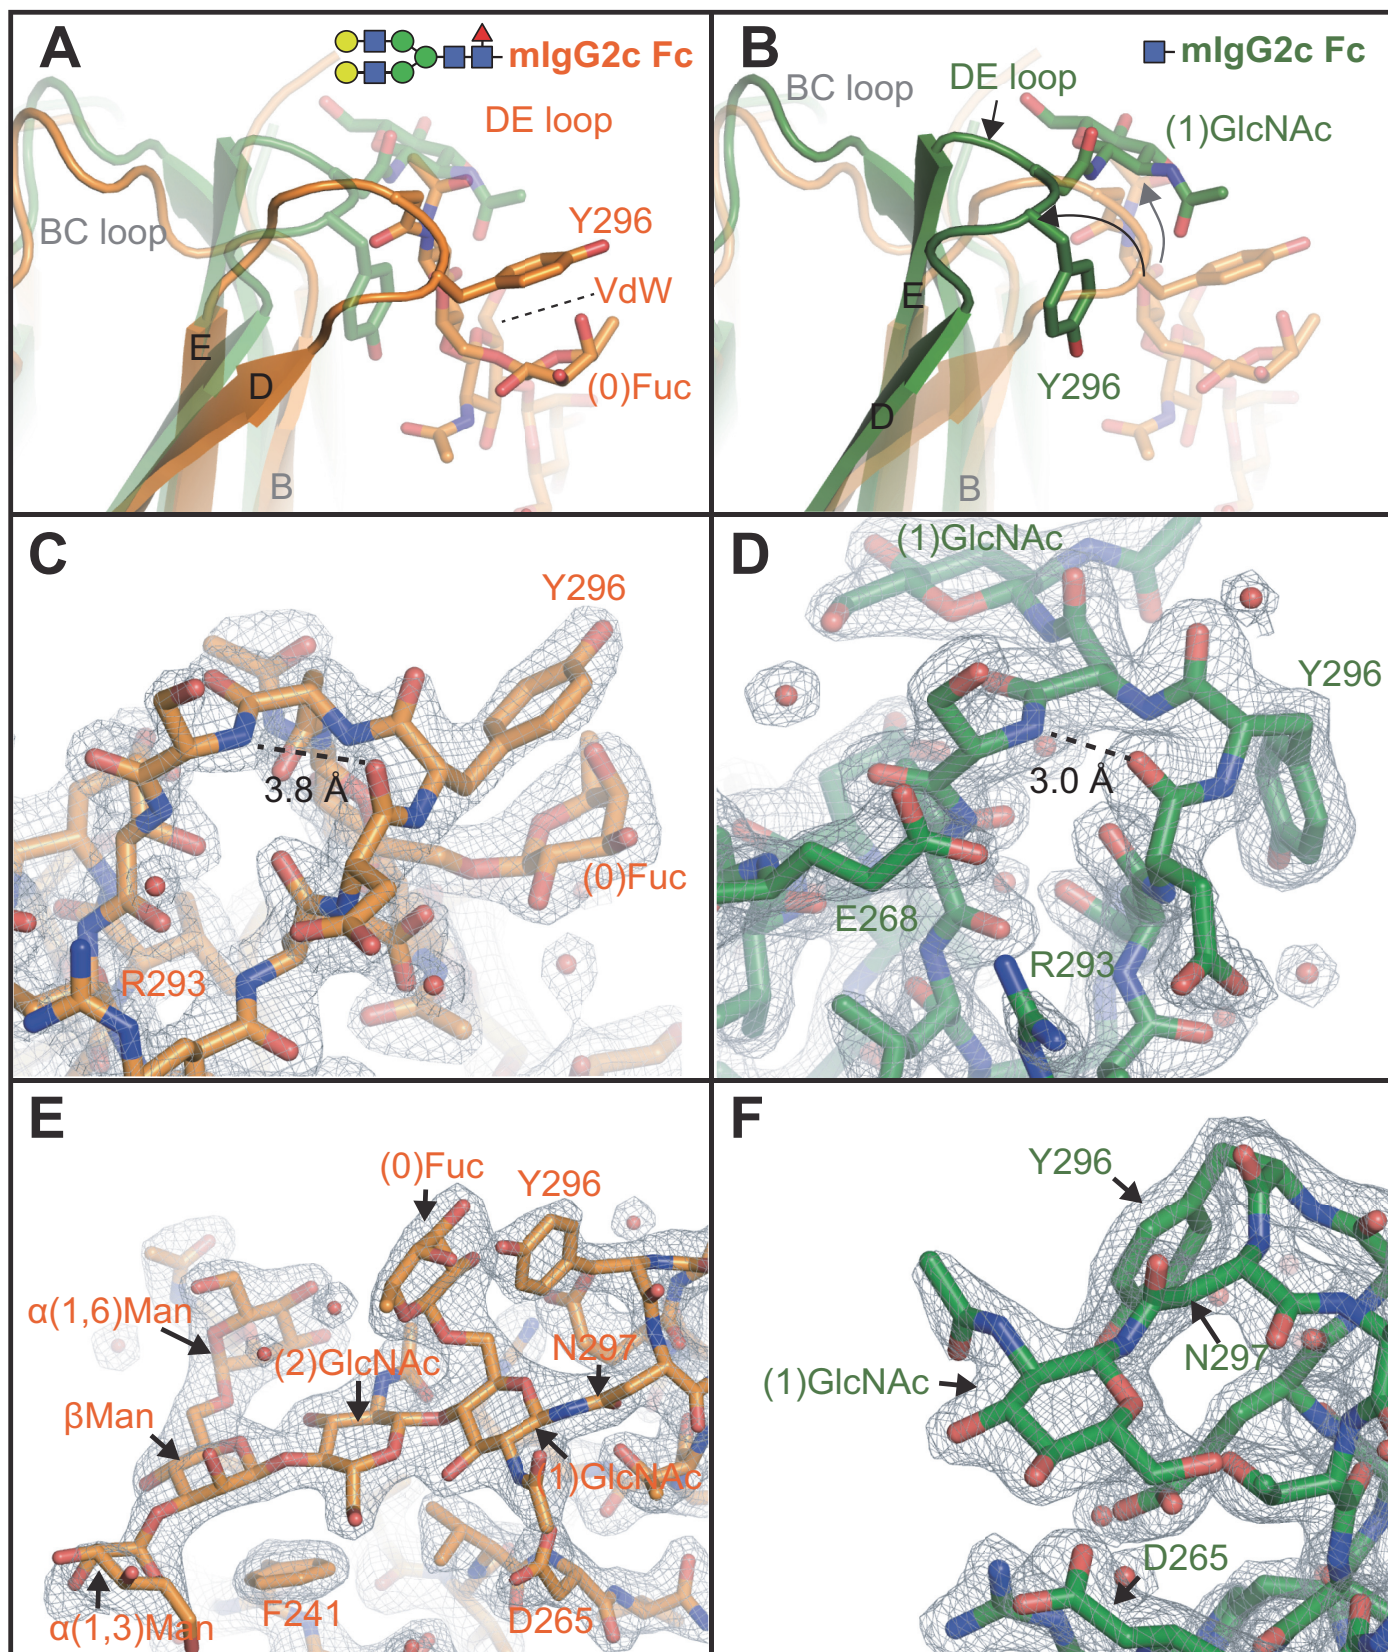 A
mIgG2c Fc
DE loop
Y296
BC loop
VdW
E
D
(0)Fuc
B
B
mIgG2c Fc
BC loop
DE loop
(1)GlcNAc
E
Y296
D
B
C
Y296
3.8 Å
(0)Fuc
R293
D
(1)GlcNAc
Y296
3.0 Å
E268
R293
E
(0)Fuc
Y296
α(1,6)Man
(2)GlcNAc
N297
βMan
(1)GlcNAc
F241
D265
α(1,3)Man
F
Y296
N297
(1)GlcNAc
D265